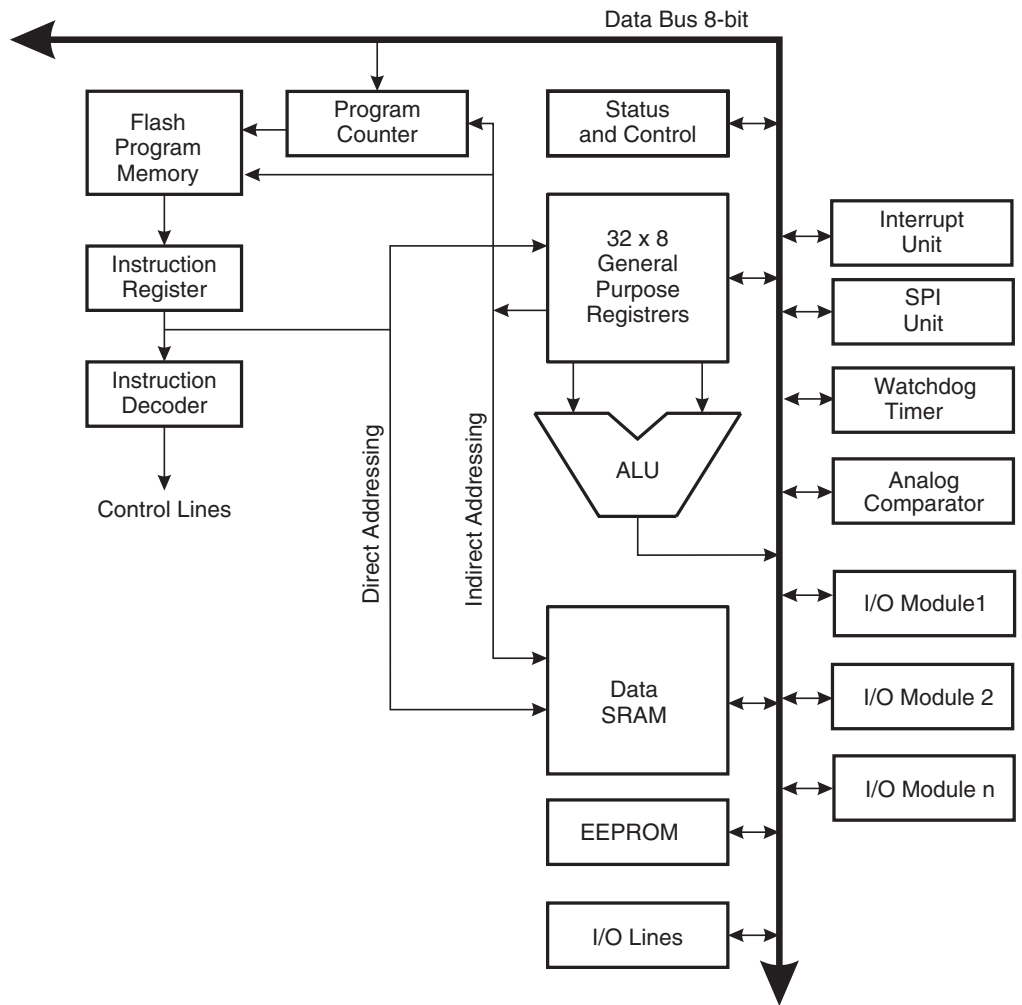 Data Bus 8-bit
Flash
Program
Memory
Program
Counter
Status
and Control
Interrupt
Unit
32 x 8
General
Purpose
Registrers
Instruction
Register
SPI
Unit
Instruction
Decoder
Watchdog
Timer
Direct Addressing
Indirect Addressing
ALU
Analog
Comparator
Control Lines
I/O Module1
Data
SRAM
I/O Module 2
I/O Module n
EEPROM
I/O Lines